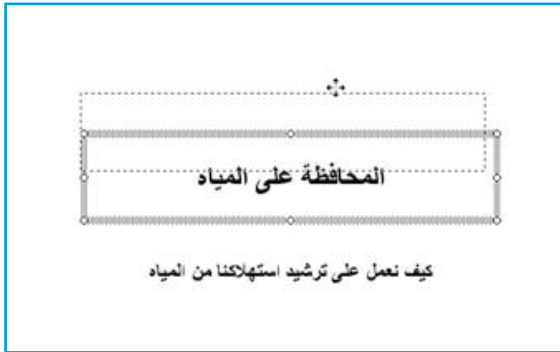 المحافظة على المياه
كيف نعمل على ترشيد استهلاكنا من المياه